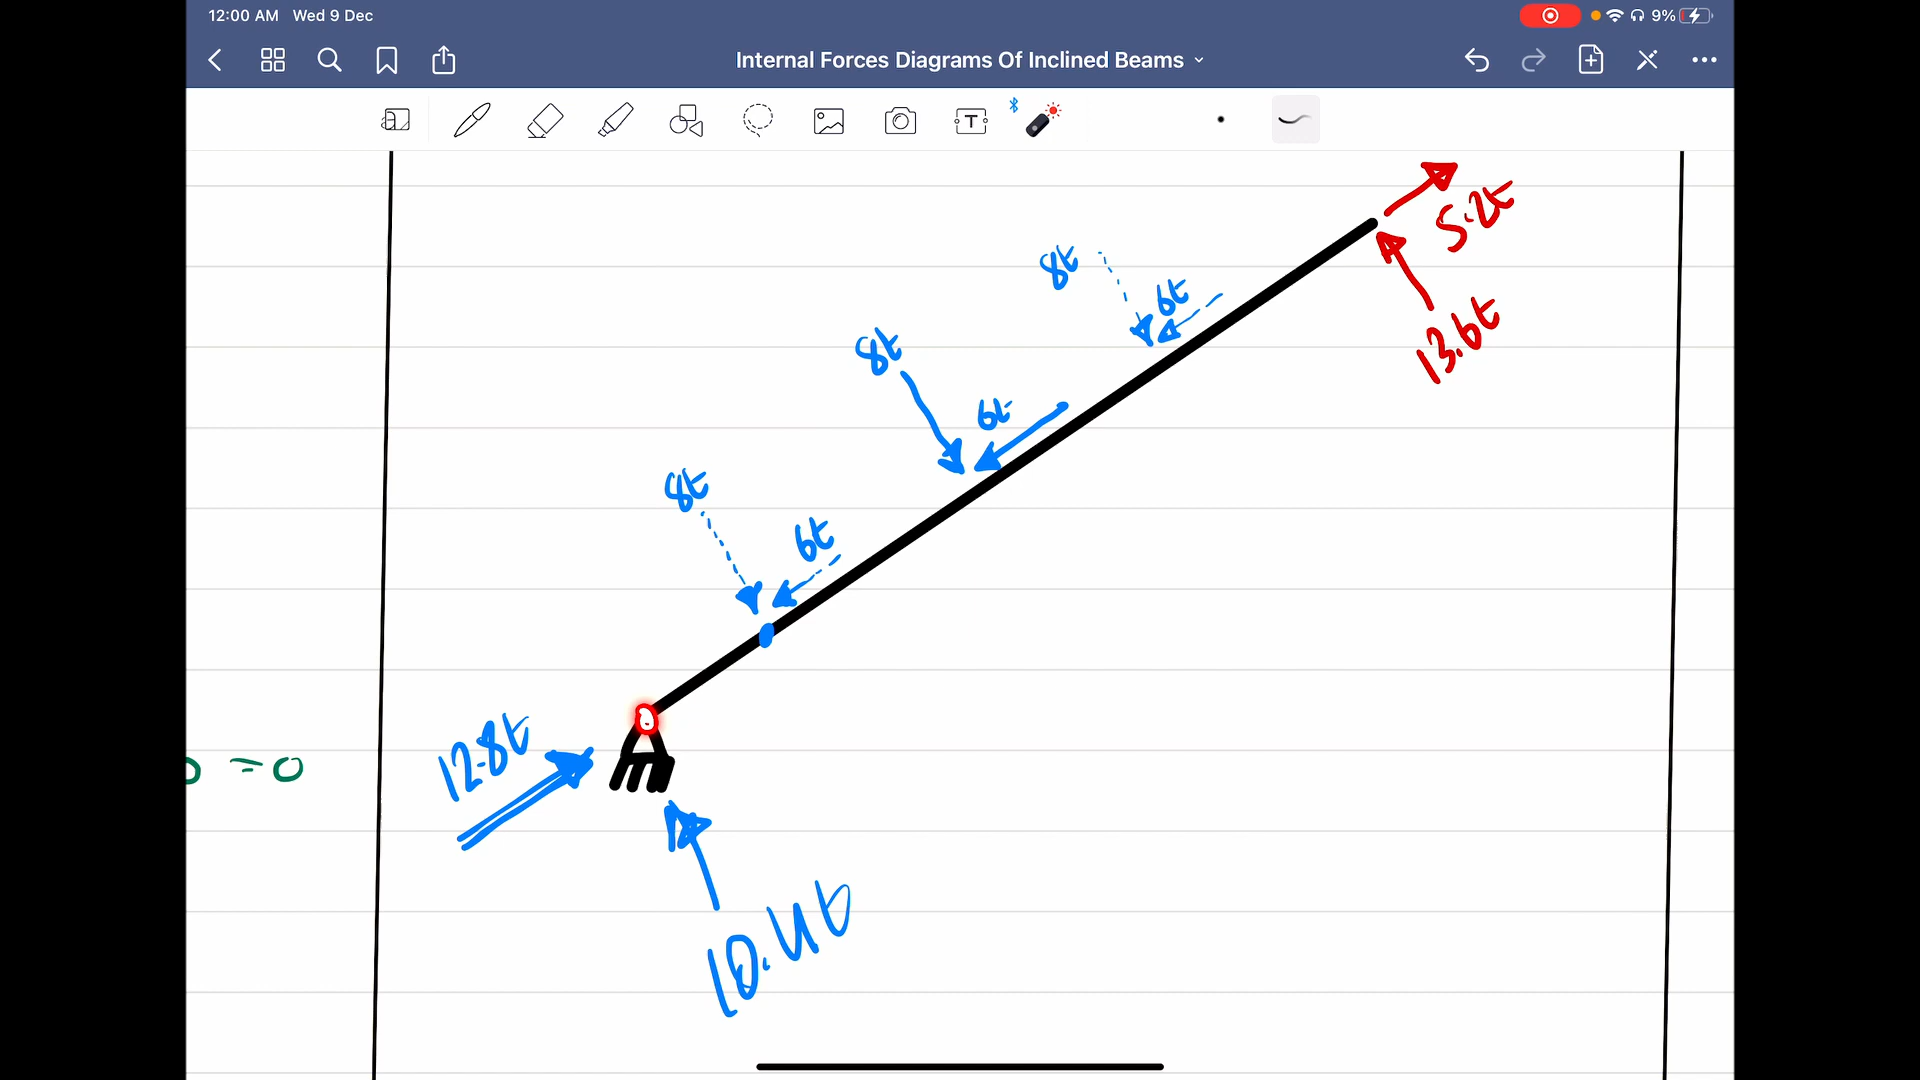 12:00 AM Wed 9 Dec
9%
Internal Forces Diagrams Of Inclined Beams
T
5.2t
8t
6t
13.6t
8t
6t
8t
6t
12.8t
=0
10.4t